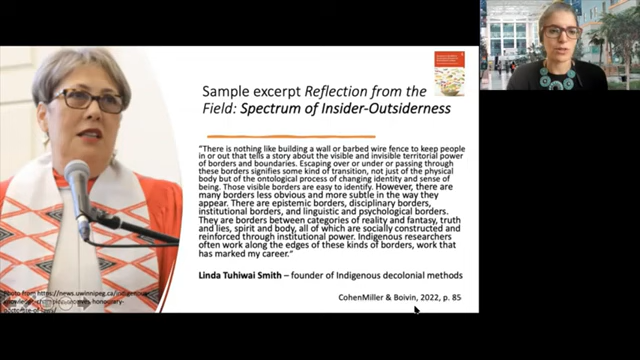 Sample excerpt Reflection from the
Field: Spectrum of Insider-Outsiderness
"There is nothing like building a wall or barbed wire fence to keep people
in or out that tells a story about the visible and invisible territorial power
of borders and boundaries. Escaping over or under or passing through
these borders signifies some kind of transition, not just of the physical
body but of the ontological process of changing identity and sense of
being. Those visible borders are easy to identify. However, there are
many borders less obvious and more subtle in the way they
appear. There are epistemic borders, disciplinary borders,
institutional borders, and linguistic and psychological borders.
They are borders between categories of reality and fantasy, truth
and lies, spirit and body, all of which are socially constructed and
reinforced through institutional power. Indigenous researchers
often work along the edges of these kinds of borders, work that
has marked my career."
Linda Tuhiwai Smith – founder of Indigenous decolonial methods
CohenMiller & Boivin, 2022, p. 85
Photo from https://news.uwinnipeg.ca/